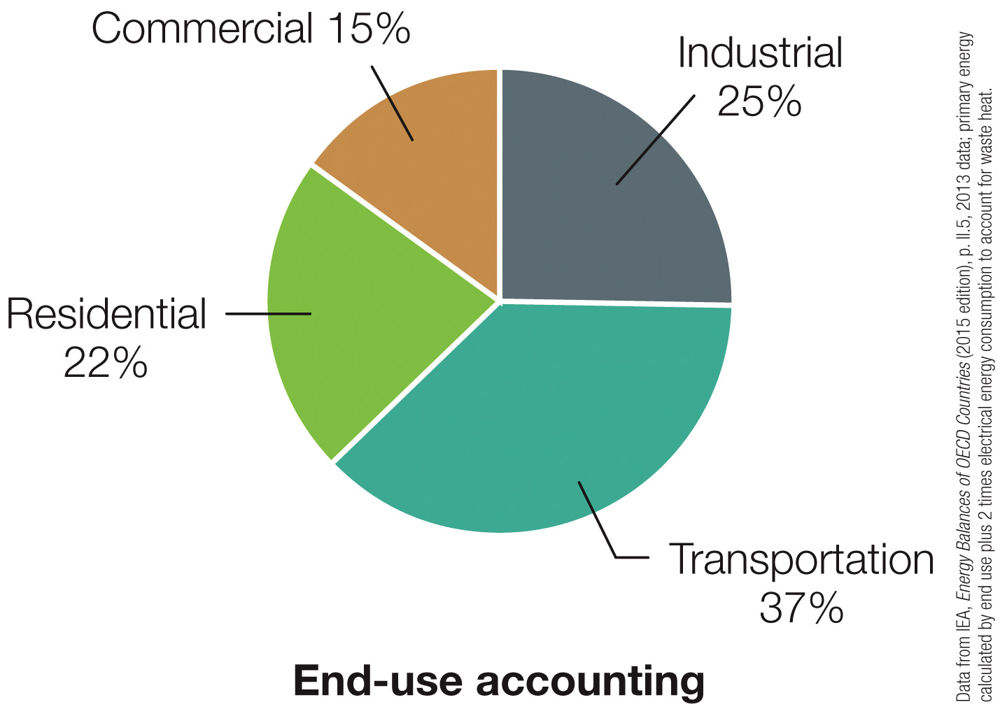 Commercial 15%
Industrial
25%
Residential
22%
Transportation
37%
End-use accounting
Data from IEA, Energy Balances of OECD Countries (2015 edition), p. II.5, 2013 data; primary energy
calculated by end use plus 2 times electrical energy consumption to account for waste heat.